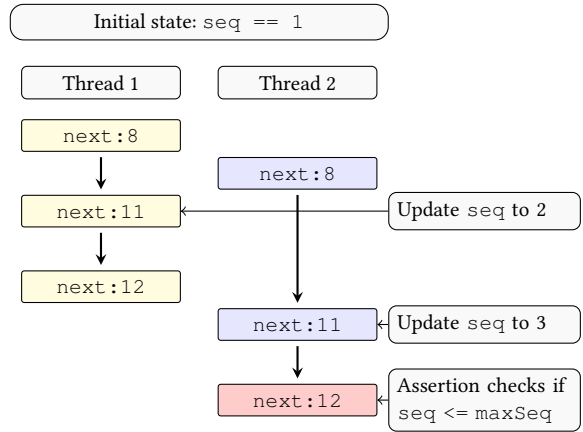 Initial state: seq == 1
Thread 1
Thread 2
next:8
next:8
next:11
Update seq to 2
next:12
next:11
Update seq to 3
next:12
Assertion checks if
seq <= maxSeq